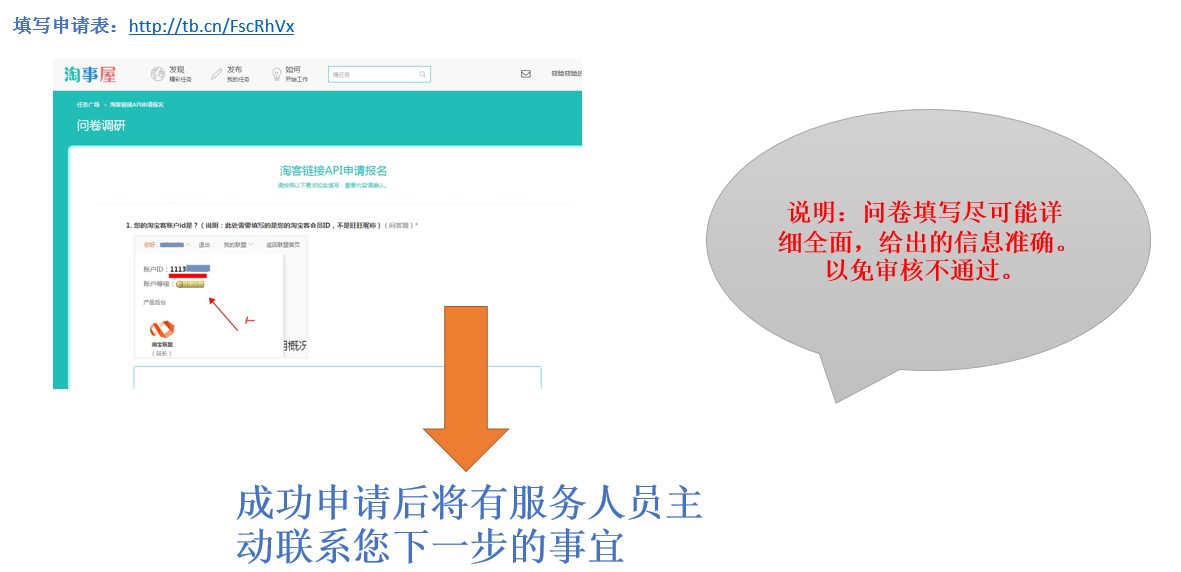 填写申请表：http://tb.cn/FscRhVx
淘事屋
发现
精彩任务
发布
我的任务
如何
开始工作
搜任务
任务广场 > 淘客链接API申请报名
问卷调研
淘客链接API申请报名
请按照以下要求如实填写，重要内容请确认。
1. 您的淘宝客账户id是？（说明：此处需要填写的是您的淘宝客会员ID，不是旺旺昵称）（问答题）*
你好，
退出
我的联盟
返回联盟首页
账户ID：1113
账户等级：
产品后台
淘宝联盟
（站长）
用概况
说明：问卷填写尽可能详
细全面，给出的信息准确。
以免审核不通过。
成功申请后将有服务人员主
动联系您下一步的事宜